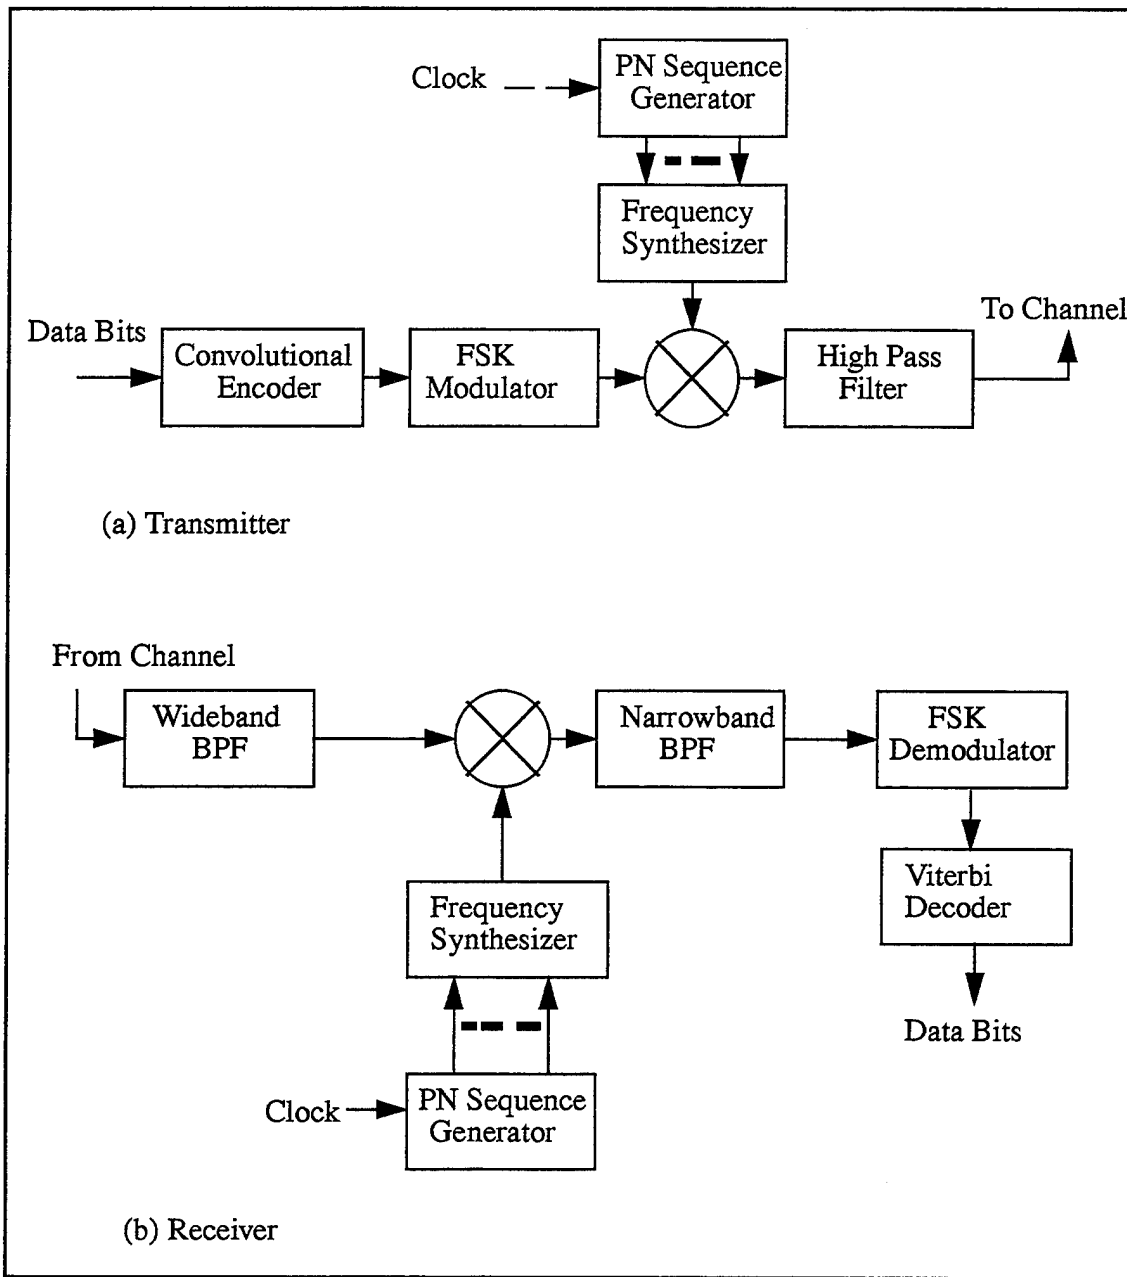 Clock
PN Sequence
Generator
Frequency
Synthesizer
To Channel
Data Bits
Convolutional
Encoder
FSK
Modulator
High Pass
Filter
(a) Transmitter
From Channel
Wideband
BPF
Narrowband
BPF
FSK
Demodulator
Viterbi
Decoder
Data Bits
Frequency
Synthesizer
Clock
PN Sequence
Generator
(b) Receiver